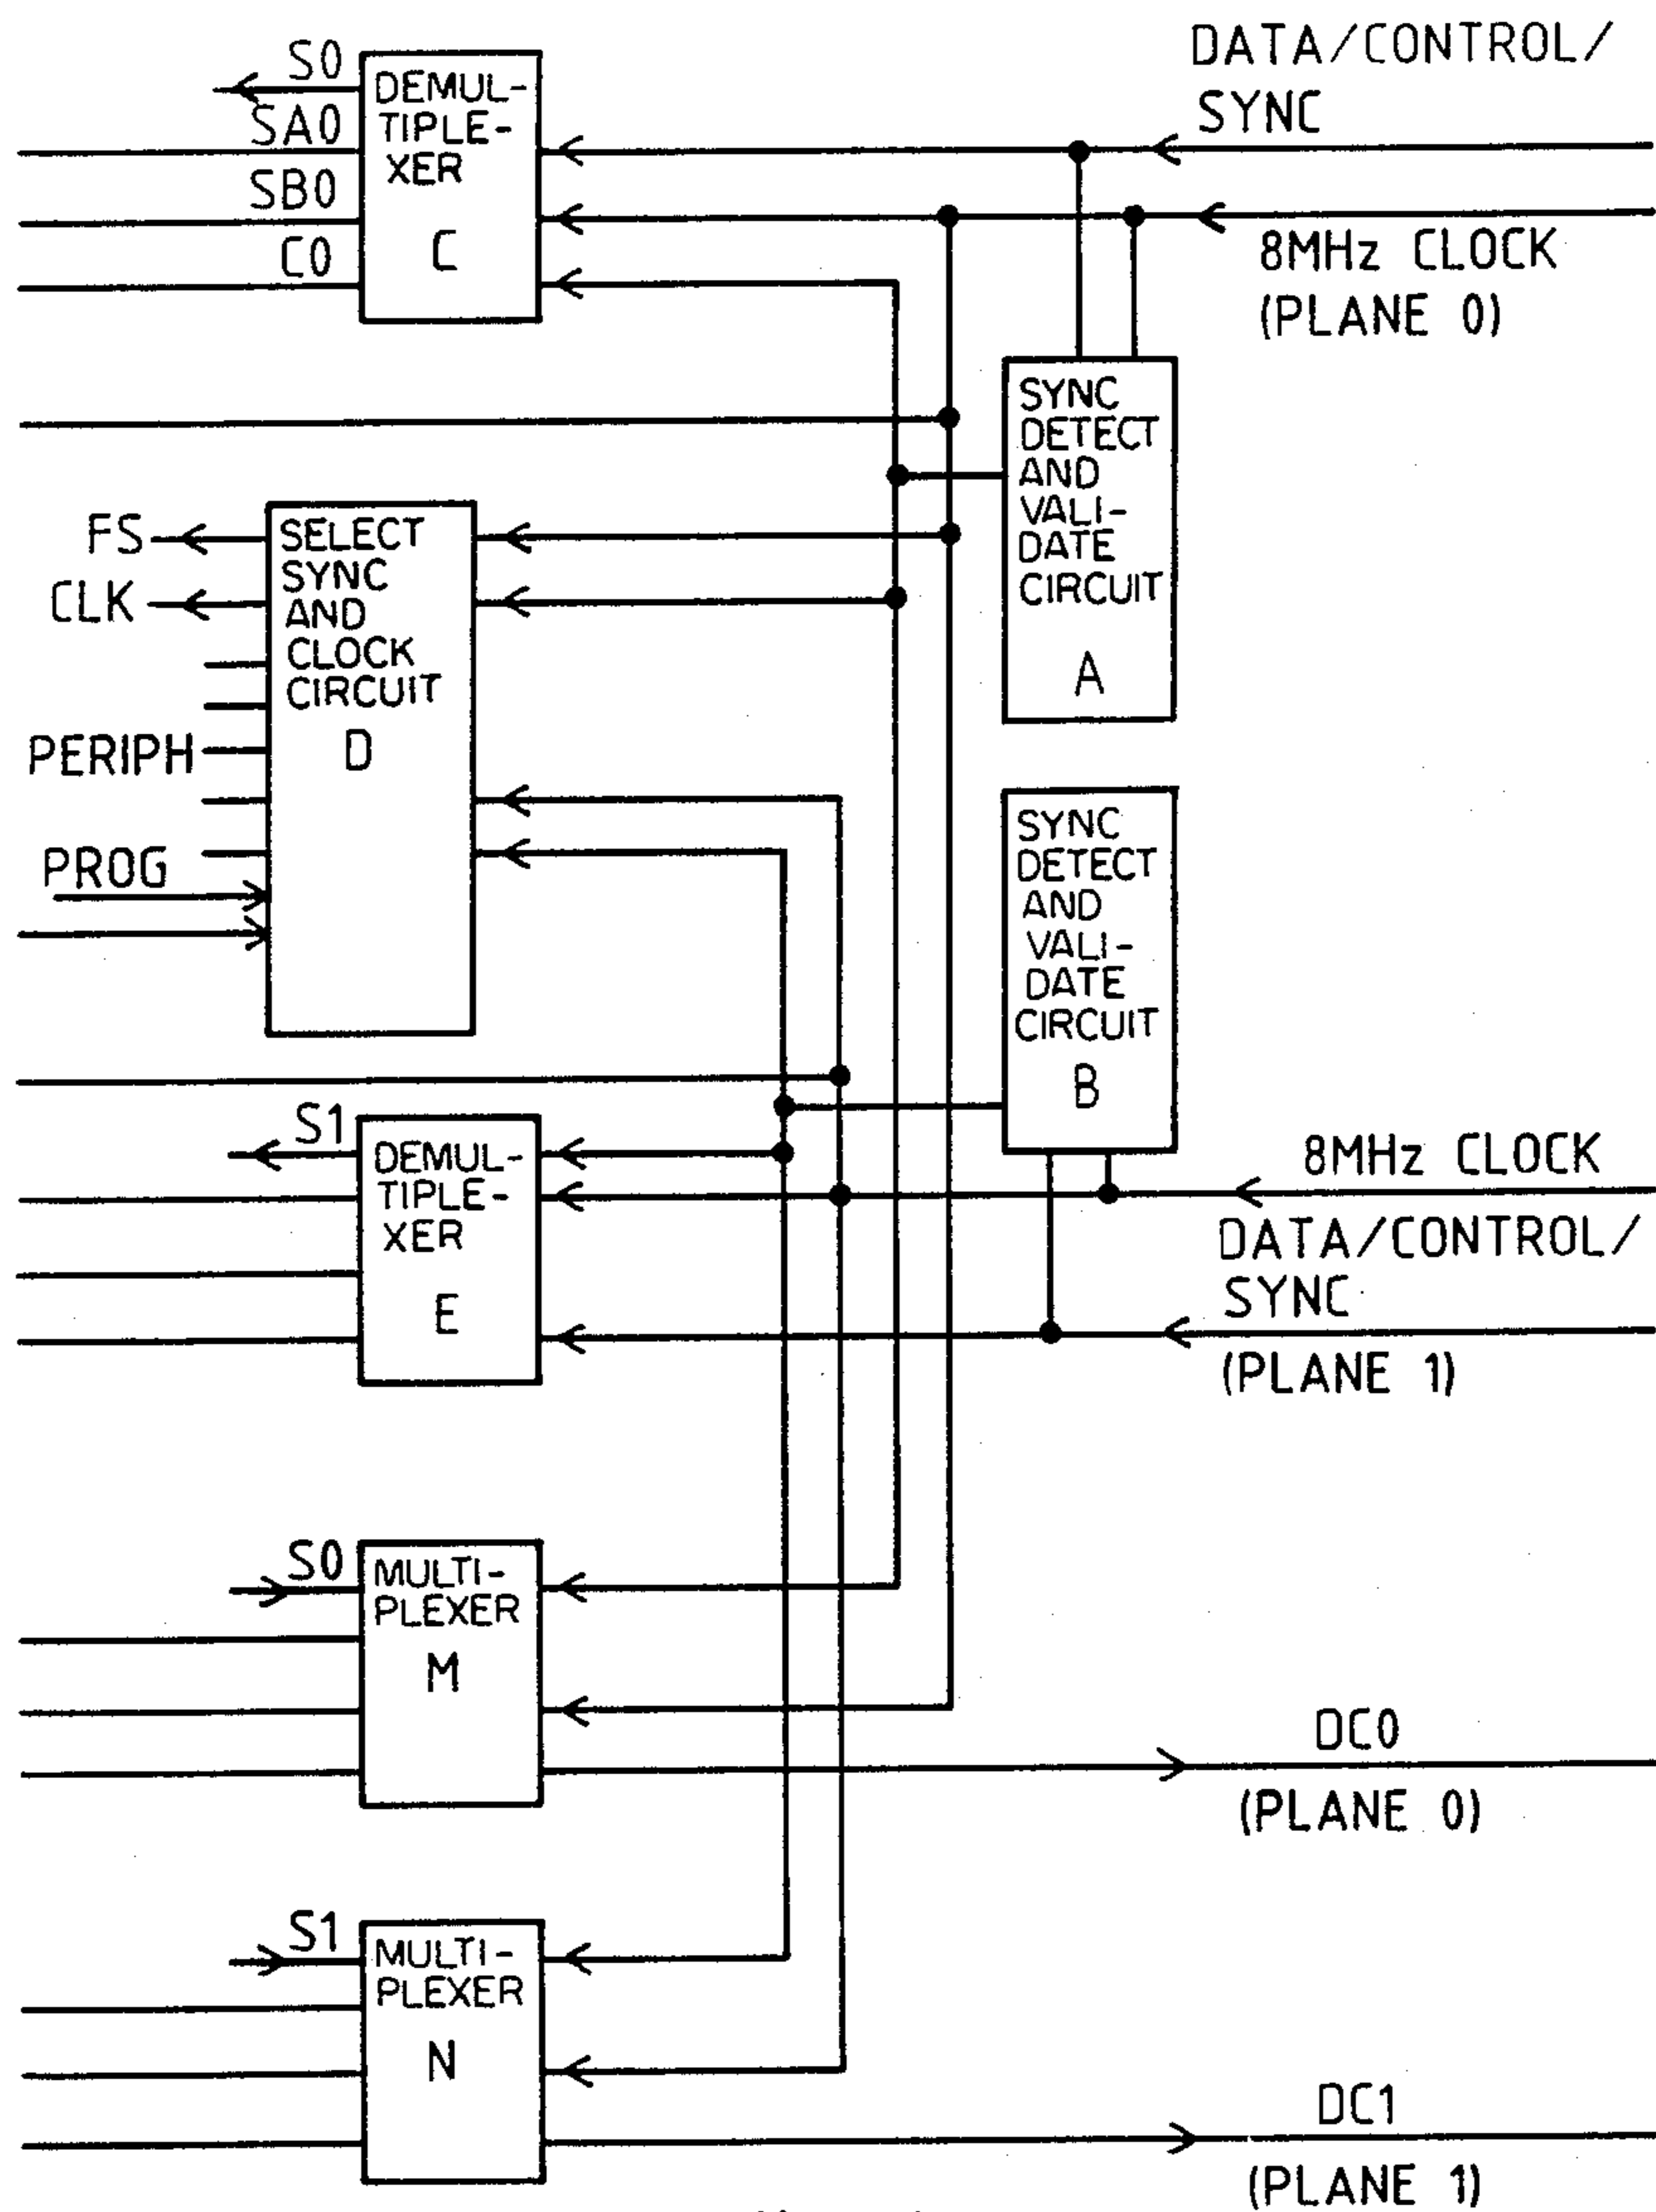 S0
DEMUL-
TIPLE-
XER
C
SA0
SB0
C0
DATA/CONTROL/
SYNC
8MHz CLOCK
(PLANE 0)
SYNC
DETECT
AND
VALI-
DATE
CIRCUIT
A
FS
CLK
PERIPH
PROG
SELECT
SYNC
AND
CLOCK
CIRCUIT
D
SYNC
DETECT
AND
VALI-
DATE
CIRCUIT
B
S1
DEMUL-
TIPLE-
XER
E
8MHz CLOCK
DATA/CONTROL/
SYNC
(PLANE 1)
S0
MULTI-
PLEXER
M
DC0
(PLANE 0)
S1
MULTI-
PLEXER
N
DC1
(PLANE 1)